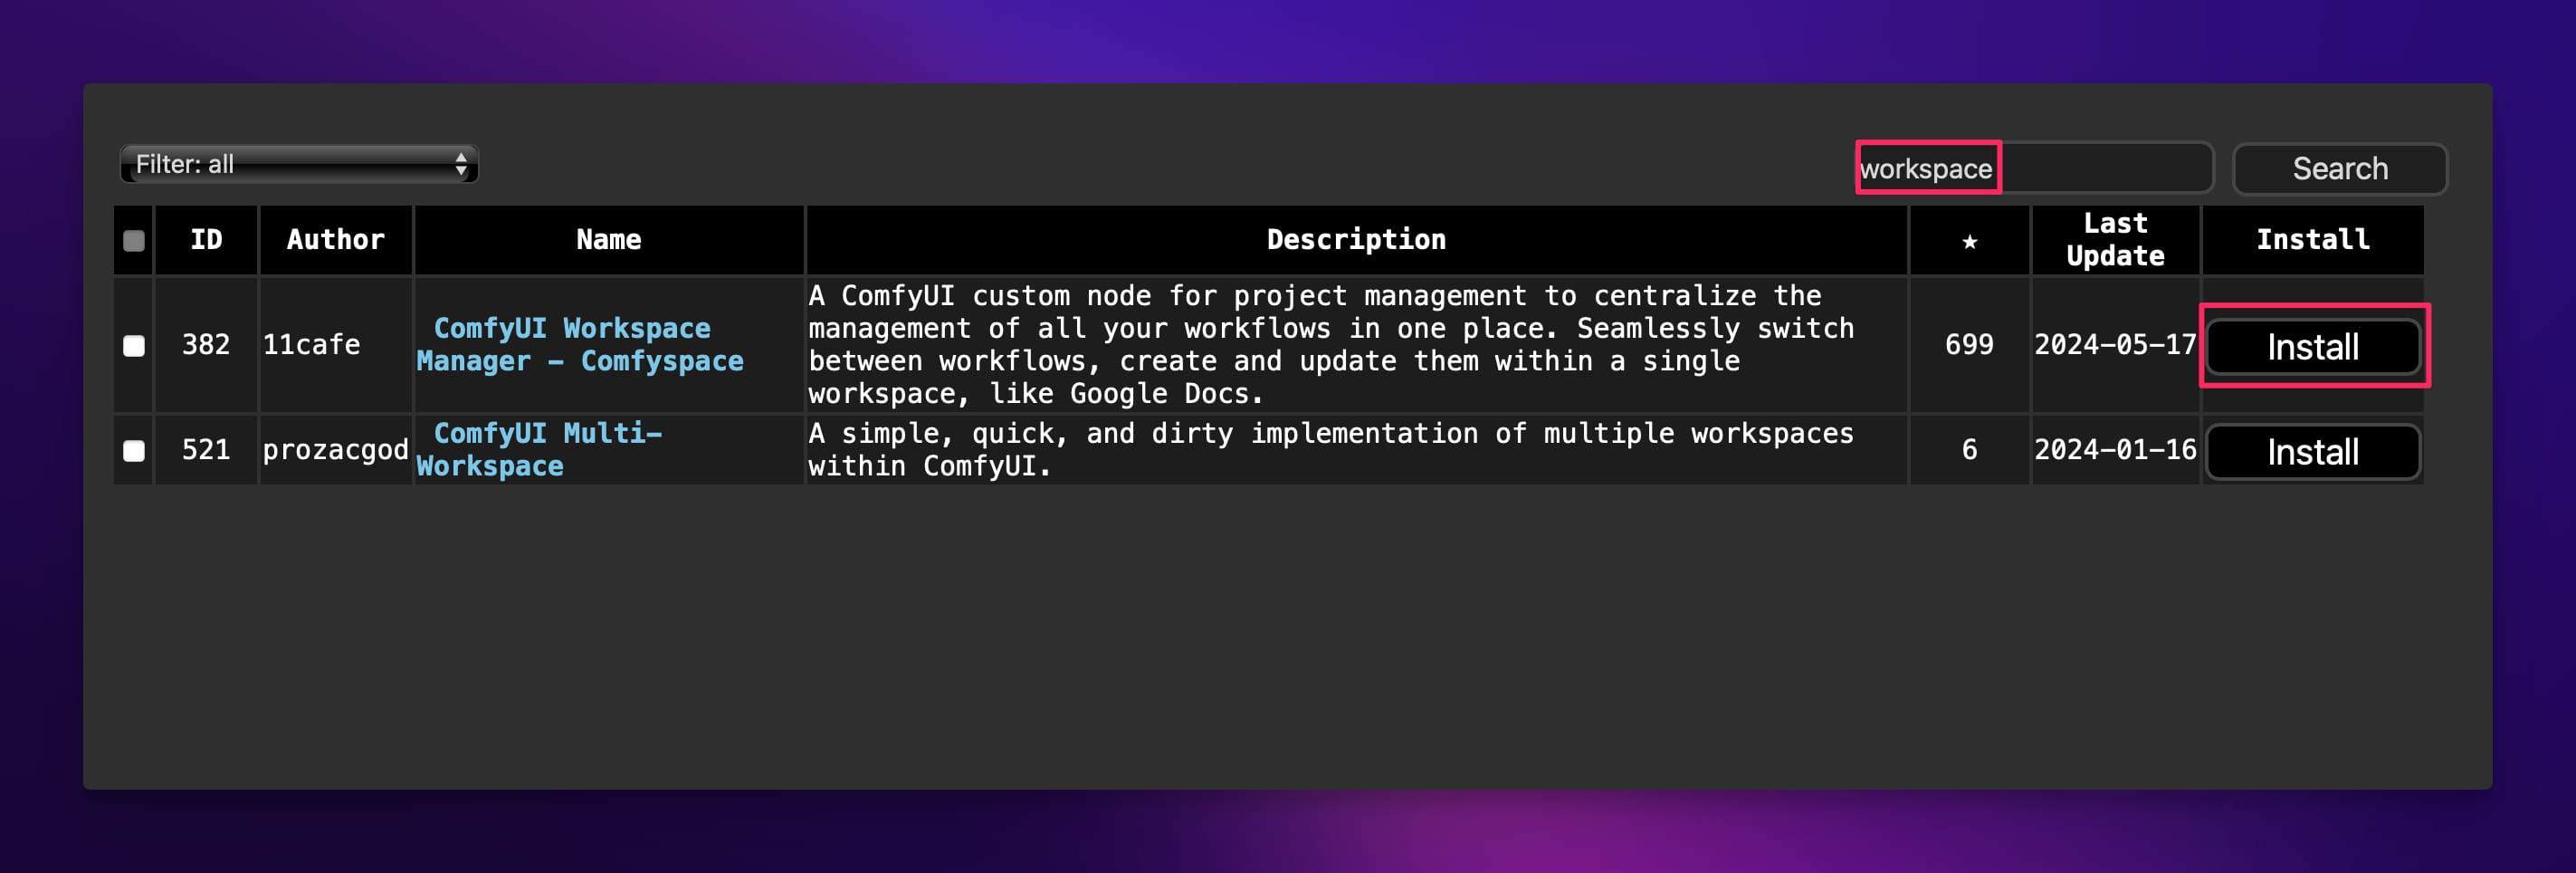 Filter: all
workspace
Search
ID
Author
Name
Description
★
Last
Update
Install
382
11cafe
ComfyUI Workspace
Manager - Comfyspace
A ComfyUI custom node for project management to centralize the
management of all your workflows in one place. Seamlessly switch
between workflows, create and update them within a single
workspace, like Google Docs.
699
2024-05-17
Install
521
prozacgod
ComfyUI Multi-
Workspace
A simple, quick, and dirty implementation of multiple workspaces
within ComfyUI.
6
2024-01-16
Install